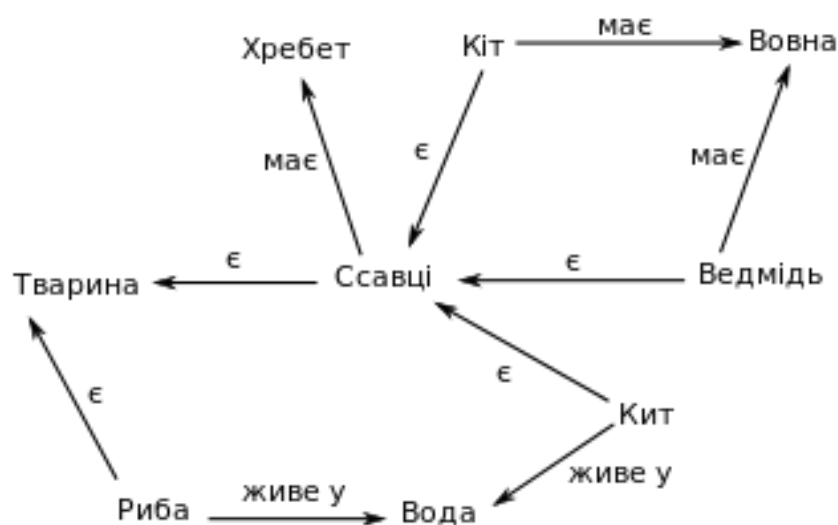 має
Хребет
Кіт
Вовна
має
є
має
є
Тварина
Ссавці
є
Ведмідь
є
є
Кит
живе у
живе у
Риба
Вода